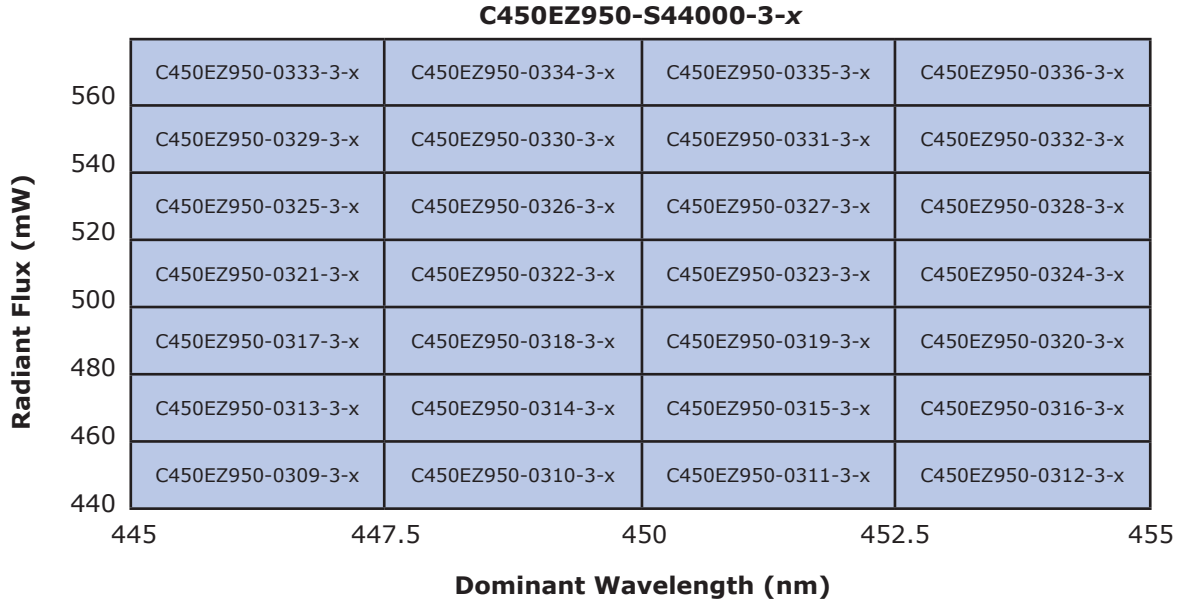 C450EZ950-S44000-3-x
C450EZ950-0333-3-x C450EZ950-0334-3-x C450EZ950-0335-3-x C450EZ950-0336-3-x
560
C450EZ950-0329-3-x C450EZ950-0330-3-x C450EZ950-0331-3-x C450EZ950-0332-3-x
540
C450EZ950-0325-3-x C450EZ950-0326-3-x C450EZ950-0327-3-x C450EZ950-0328-3-x
520
C450EZ950-0321-3-x C450EZ950-0322-3-x C450EZ950-0323-3-x C450EZ950-0324-3-x
500
C450EZ950-0317-3-x C450EZ950-0318-3-x C450EZ950-0319-3-x C450EZ950-0320-3-x
480
C450EZ950-0313-3-x C450EZ950-0314-3-x C450EZ950-0315-3-x C450EZ950-0316-3-x
460
C450EZ950-0309-3-x C450EZ950-0310-3-x C450EZ950-0311-3-x C450EZ950-0312-3-x
440
Radiant Flux (mW)
445 447.5 450 452.5 455
Dominant Wavelength (nm)